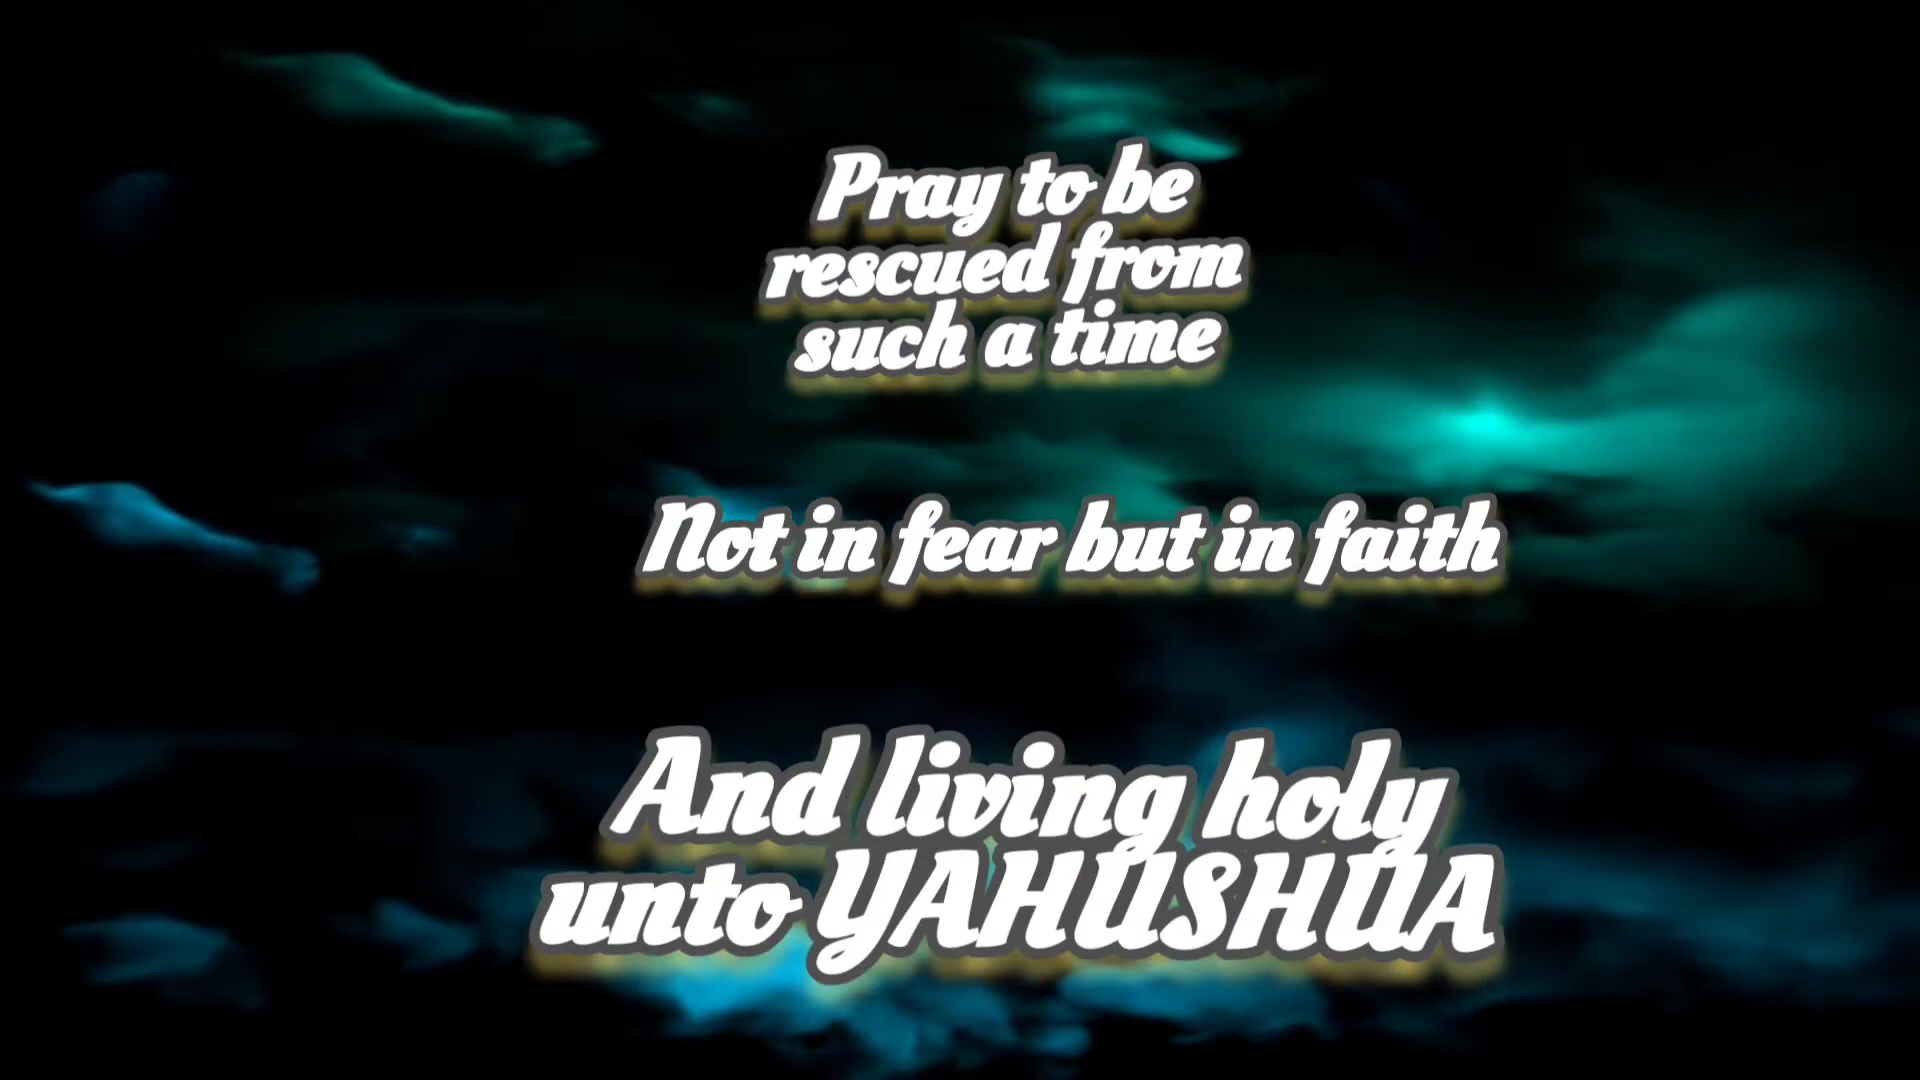 Pray to be
rescued from
such a time
Not in fear but in faith
And living holy
unto YAHUSHUA